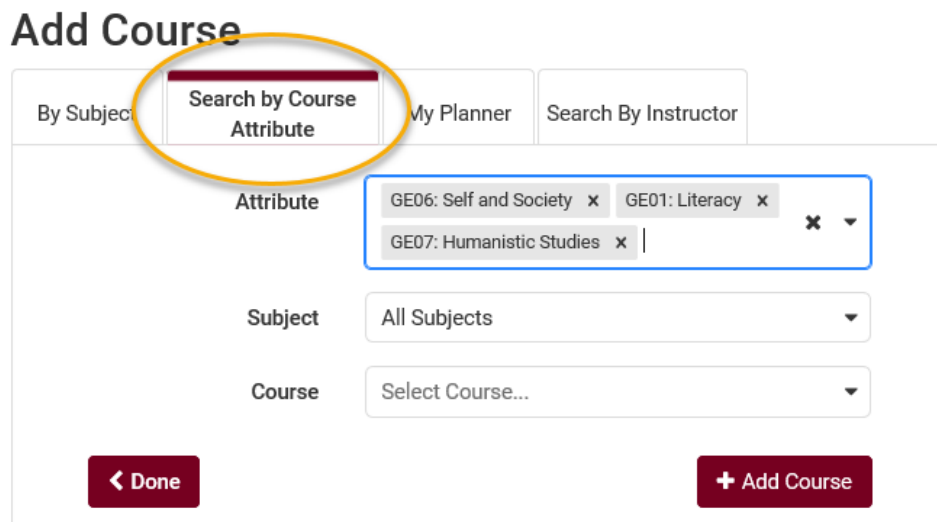 Add Course
By Subject
Search by Course
Attribute
My Planner
Search By Instructor
Attribute
GE06: Self and Society ×
GE01: Literacy ×
GE07: Humanistic Studies ×
Subject
All Subjects
Course
Select Course...
Done
Add Course